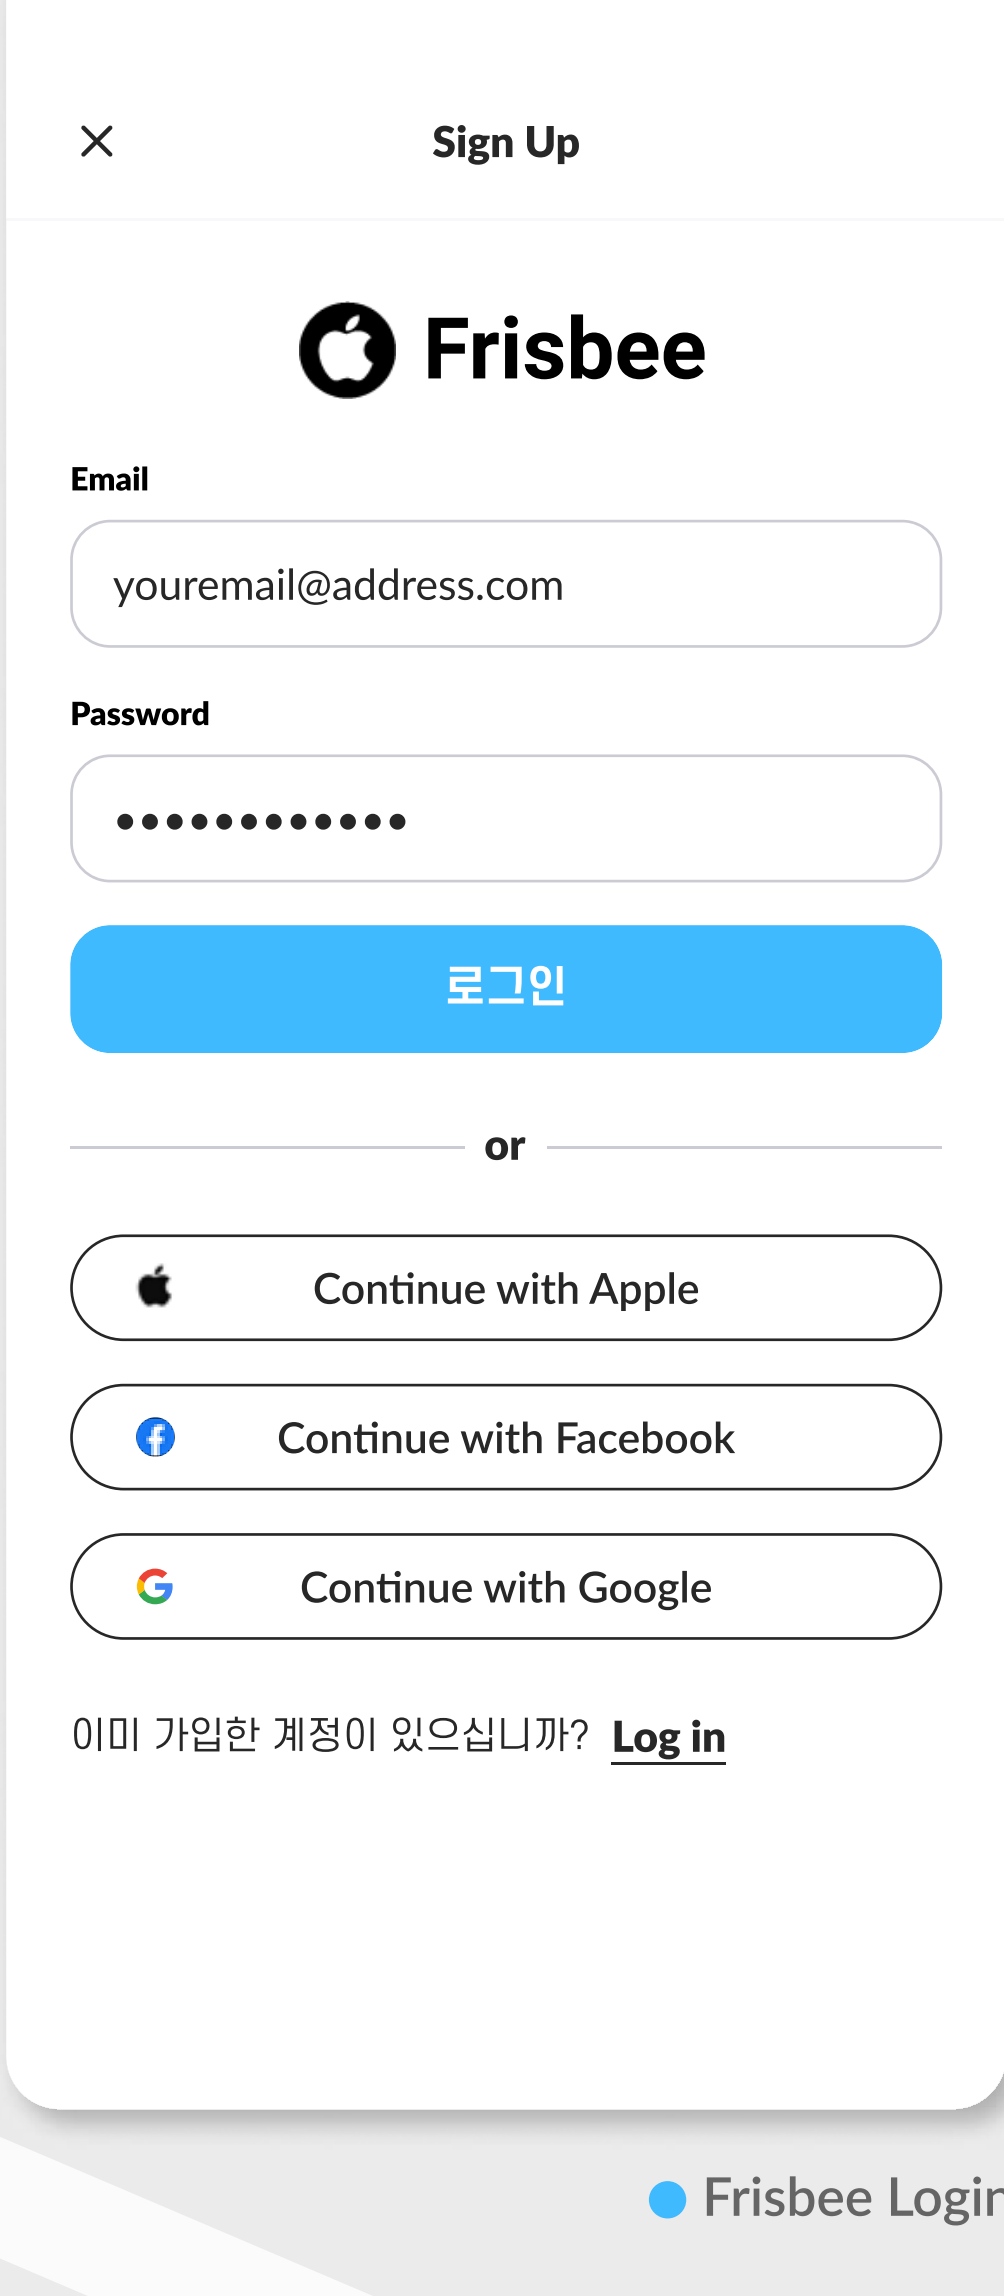 Sign Up
Frisbee
Email
youremail@address.com
Password
로그인
or
Continue with Apple
Continue with Facebook
Continue with Google
이미 가입한 계정이 있으십니까? Log in
Frisbee Login